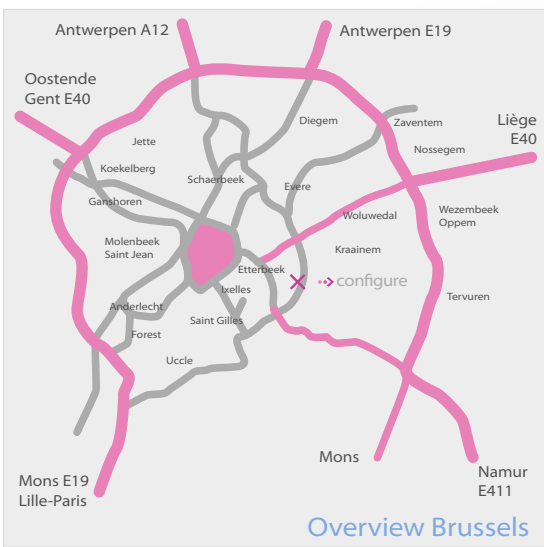 Antwerpen A12
Antwerpen E19
Oostende
Gent E40
Liège
E40
Diegem
Zaventem
Nossegem
Jette
Koekelberg
Schaerbeek
Evere
Ganshoren
Woluwedal
Wezembeek
Oppem
Molenbeek
Saint Jean
Kraainem
Etterbeek
configure
Ixelles
Tervuren
Anderlecht
Saint Gilles
Forest
Uccle
Mons
Mons E19
Lille-Paris
Namur
E411
Overview Brussels